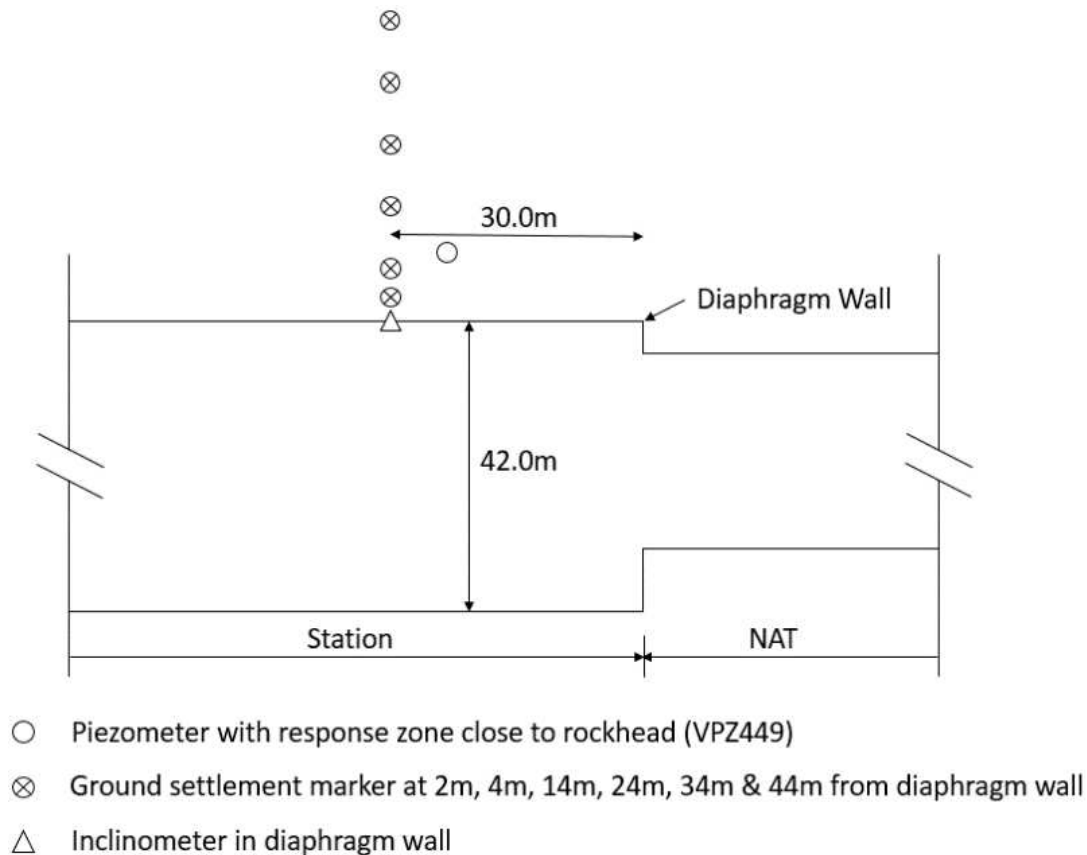 30.0m
Diaphragm Wall
42.0m
Station
NAT
Piezometer with response zone close to rockhead (VPZ449)
Ground settlement marker at 2m, 4m, 14m, 24m, 34m & 44m from diaphragm wall
Inclinometer in diaphragm wall